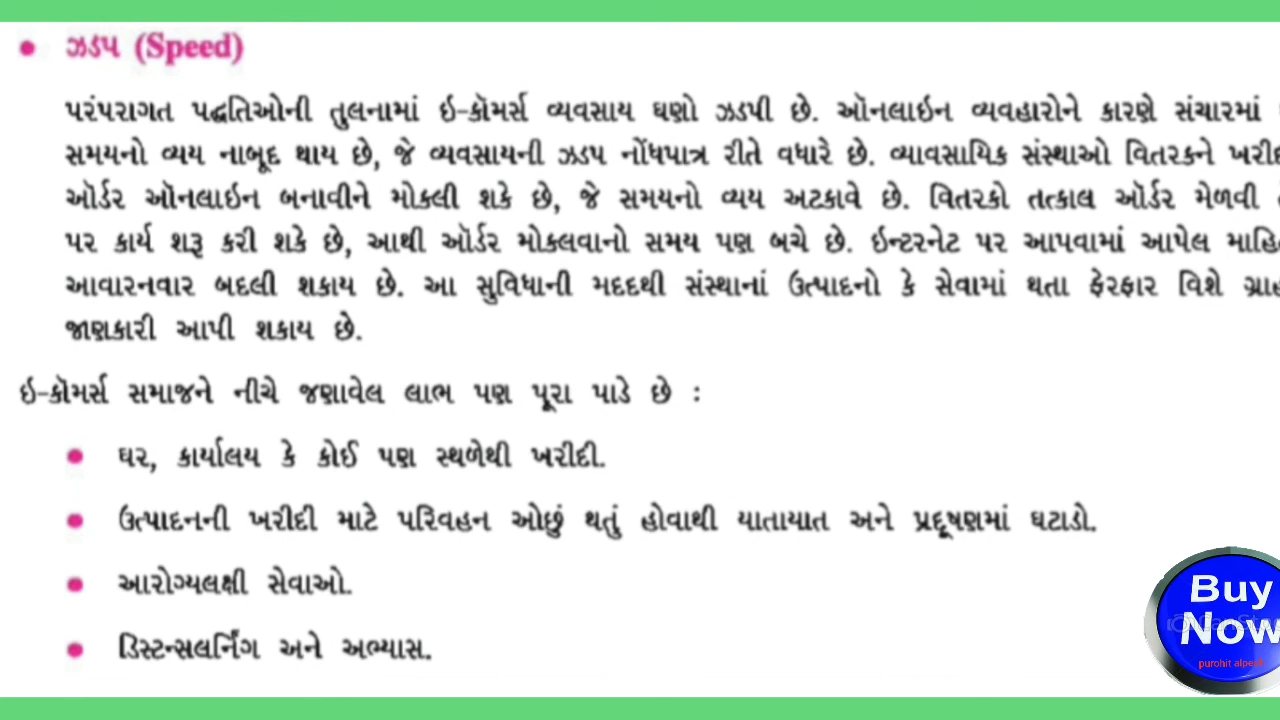 • ઝડપ (Speed)
પરંપરાગત પદ્ધતિઓની તુલનામાં ઇ-કૉમર્સ વ્યવસાય ઘણો ઝડપી છે. ઑનલાઇન વ્યવહારોને કારણે સંચારમાં
સમયનો વ્યય નાબૂદ થાય છે, જે વ્યવસાયની ઝડપ નોંધપાત્ર રીતે વધારે છે. વ્યાવસાયિક સંસ્થાઓ વિતરકને
ઑર્ડર ઑનલાઇન બનાવીને મોકલી શકે છે, જે સમયનો વ્યય અટકાવે છે. વિતરકો તત્કાલ ઑર્ડર મેળવી
પર કાર્ય શરૂ કરી શકે છે, આથી ઑર્ડર મોકલવાનો સમય પણ બચે છે. ઇન્ટરનેટ પર આપવામાં આપેલ
આવારનવાર બદલી શકાય છે. આ સુવિધાની મદદથી સંસ્થાનાં ઉત્પાદનો કે સેવામાં થતા ફેરફાર વિશે
જાણકારી આપી શકાય છે.
ઇ-કૉમર્સ સમાજને નીચે જણાવેલ લાભ પણ પૂરા પાડે છે :
• ઘર, કાર્યાલય કે કોઈ પણ સ્થળેથી ખરીદી.
• ઉત્પાદનની ખરીદી માટે પરિવહન ઓછું થતું હોવાથી યાતાયાત અને પ્રદૂષણમાં ઘટાડો.
• આરોગ્યલક્ષી સેવાઓ.
• ડિસ્ટન્સલર્નિંગ અને અભ્યાસ.
Buy
Now
purohit